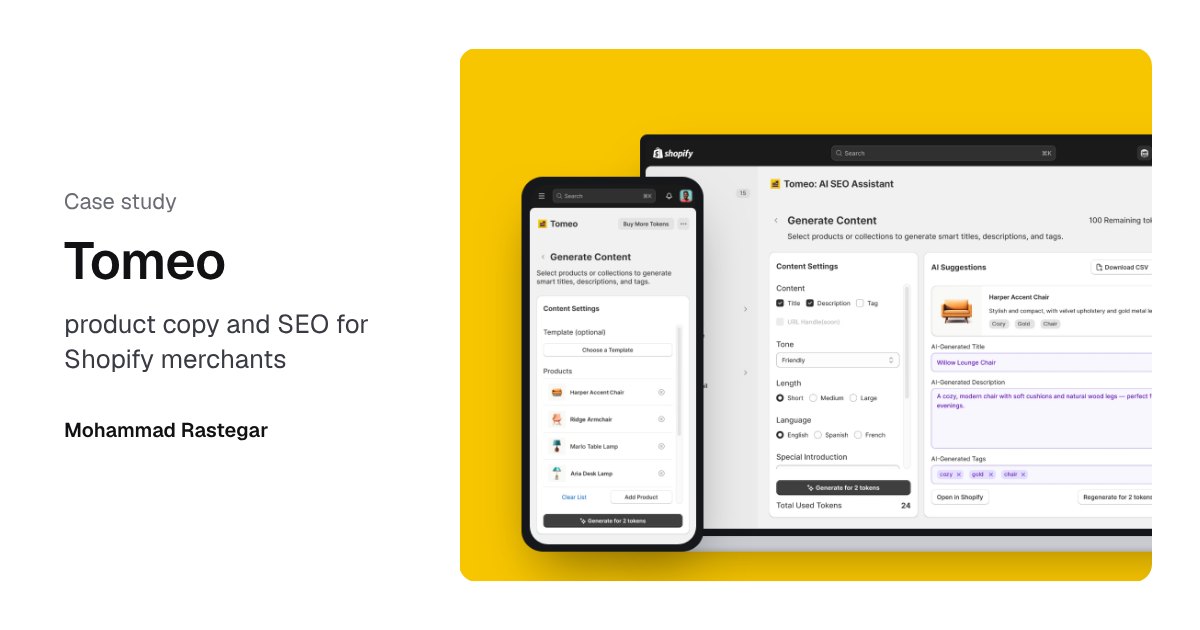 Case study
Tomeo
product copy and SEO for
Shopify merchants
Mohammad Rastegar
Search
⌘K
Tomeo
Buy More Tokens
Generate Content
Select products or collections to generate
smart titles, descriptions, and tags.
Content Settings
Template (optional)
Choose a Template
Products
Harper Accent Chair
Ridge Armchair
Marlo Table Lamp
Aria Desk Lamp
Clear List
Add Product
Generate for 2 tokens
shopify
Search
⌘K
15
Tomeo: AI SEO Assistant
Generate Content
100 Remaining tok
Select products or collections to generate smart titles, descriptions, and tags.
Content Settings
Content
Title
Description
Tag
Tone
Friendly
Length
Short
Medium
Large
Language
English
Spanish
French
Special Introduction
Generate for 2 tokens
Total Used Tokens
24
AI Suggestions
Download CSV
Harper Accent Chair
Stylish and compact, with velvet upholstery and gold metal le
Cozy
Gold
Chair
AI-Generated Title
Willow Lounge Chair
AI-Generated Description
A cozy, modern chair with soft cushions and natural wood legs — perfect f
evenings.
AI-Generated Tags
cozy
gold
chair
Open in Shopify
Regenerate for 2 tokens